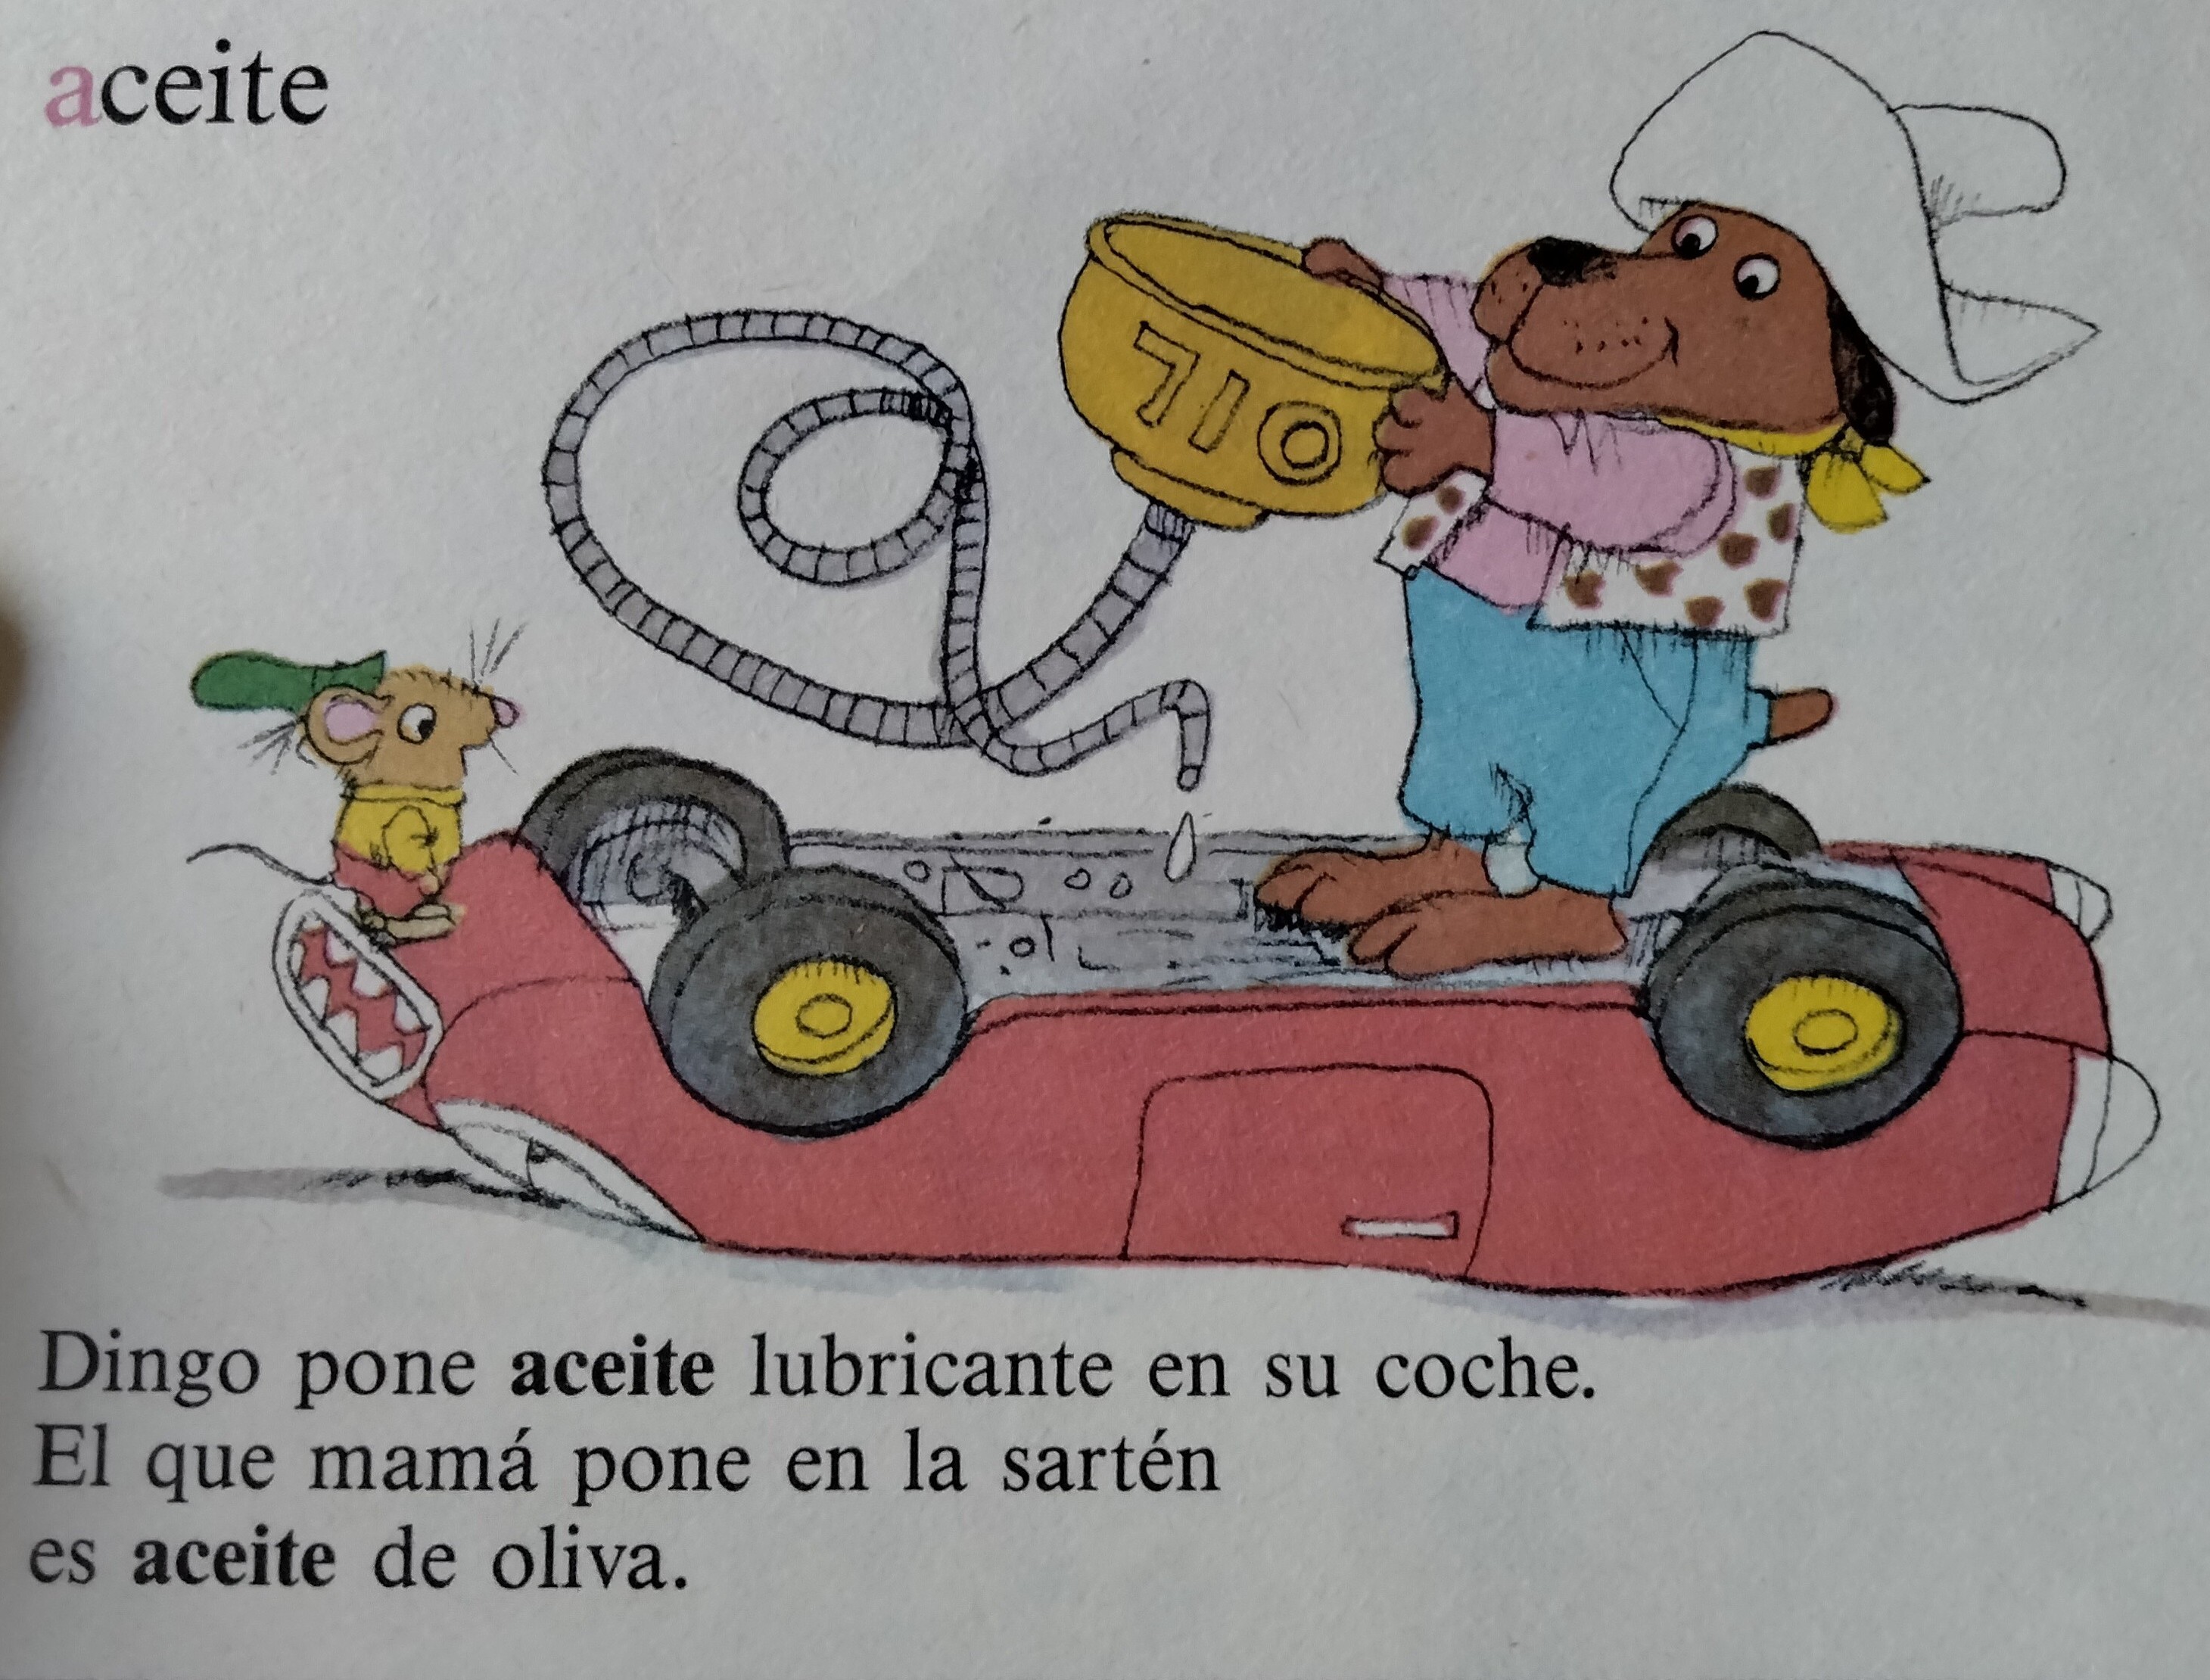 aceite
710
Dingo pone aceite lubricante en su coche.
El que mamá pone en la sartén
es aceite de oliva.